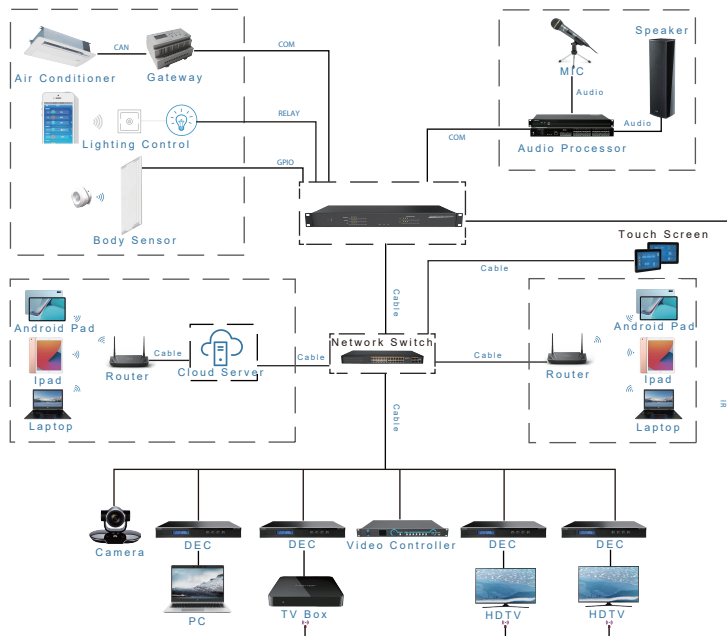 Speaker
CAN
COM
Air Conditioner
Gateway
MIC
Audio
RELAY
Audio
Lighting Control
COM
Audio Processor
GPIO
Body Sensor
Touch Screen
Cable
Cable
Android Pad
Android Pad
Network Switch
Cable
Cable
Cable
Router
Cloud Server
Router
Ipad
Ipad
IR
Laptop
Laptop
Cable
Camera
DEC
DEC
Video Controller
DEC
DEC
PC
TV Box
HDTV
HDTV